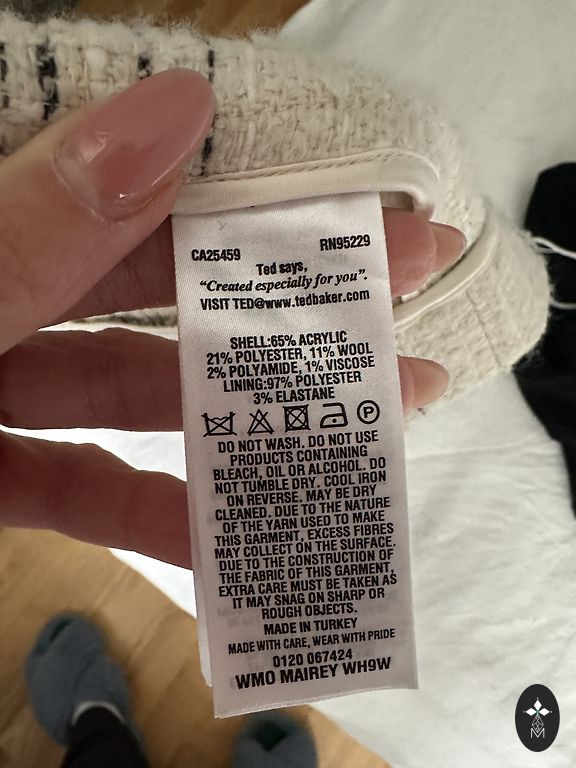 CA25459 RN95229
Ted says,
“Created especially for you”.
VISIT TED@www.tedbaker.com
SHELL:65% ACRYLIC
21% POLYESTER, 11% WOOL
2% POLYAMIDE, 1% VISCOSE
LINING:97% POLYESTER
3% ELASTANE
P
DO NOT WASH. DO NOT USE
PRODUCTS CONTAINING
BLEACH, OIL OR ALCOHOL. DO
NOT TUMBLE DRY. COOL IRON
ON REVERSE. MAY BE DRY
CLEANED. DUE TO THE NATURE
OF THE YARN USED TO MAKE
THIS GARMENT, EXCESS FIBRES
MAY COLLECT ON THE SURFACE.
DUE TO THE CONSTRUCTION OF
THE FABRIC OF THIS GARMENT,
EXTRA CARE MUST BE TAKEN AS
IT MAY SNAG ON SHARP OR
ROUGH OBJECTS.
MADE IN TURKEY
MADE WITH CARE, WEAR WITH PRIDE
0120 067424
WMO MAIREY WH9W
M